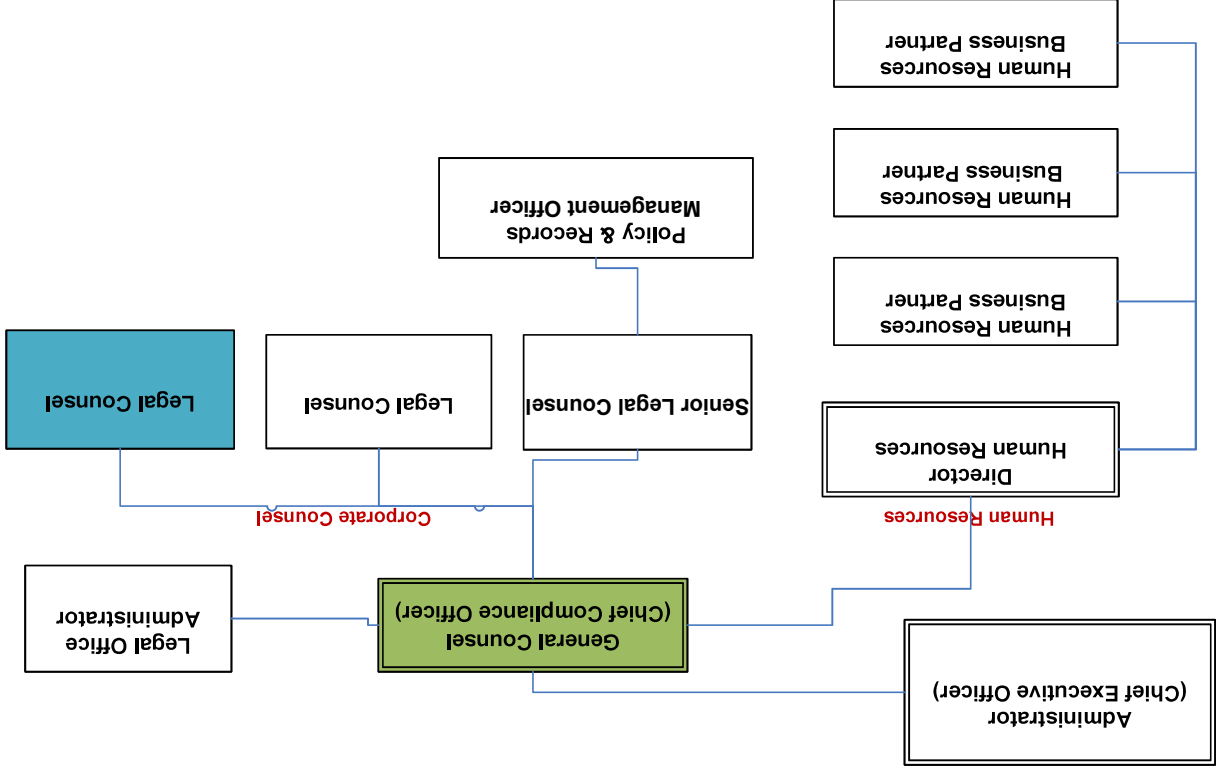 Administrator
(Chief Executive Officer)
General Counsel
(Chief Compliance Officer)
Legal Office
Administrator
Human Resources
Corporate Counsel
Director
Human Resources
Senior Legal Counsel
Legal Counsel
Legal Counsel
Human Resources
Business Partner
Policy & Records
Management Officer
Human Resources
Business Partner
Human Resources
Business Partner